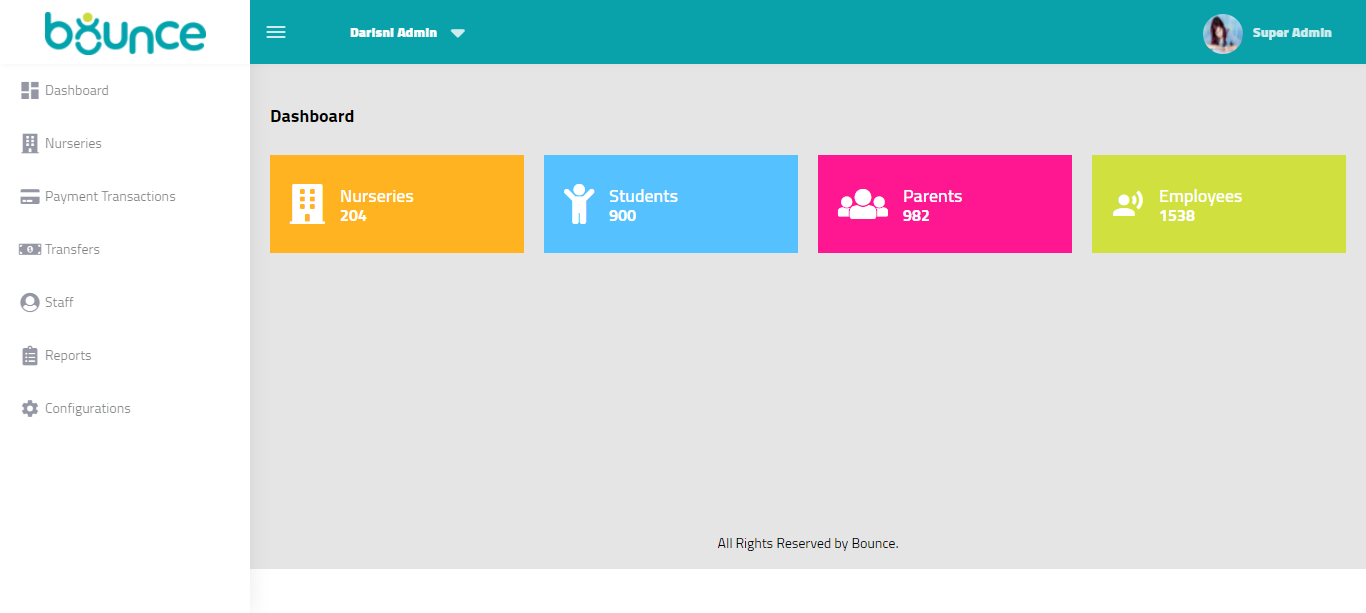 bounce
Darisni Admin
Super Admin
Dashboard
Nurseries
Payment Transactions
Transfers
Staff
Reports
Configurations
Dashboard
Nurseries
204
Students
900
Parents
982
Employees
1538
All Rights Reserved by Bounce.